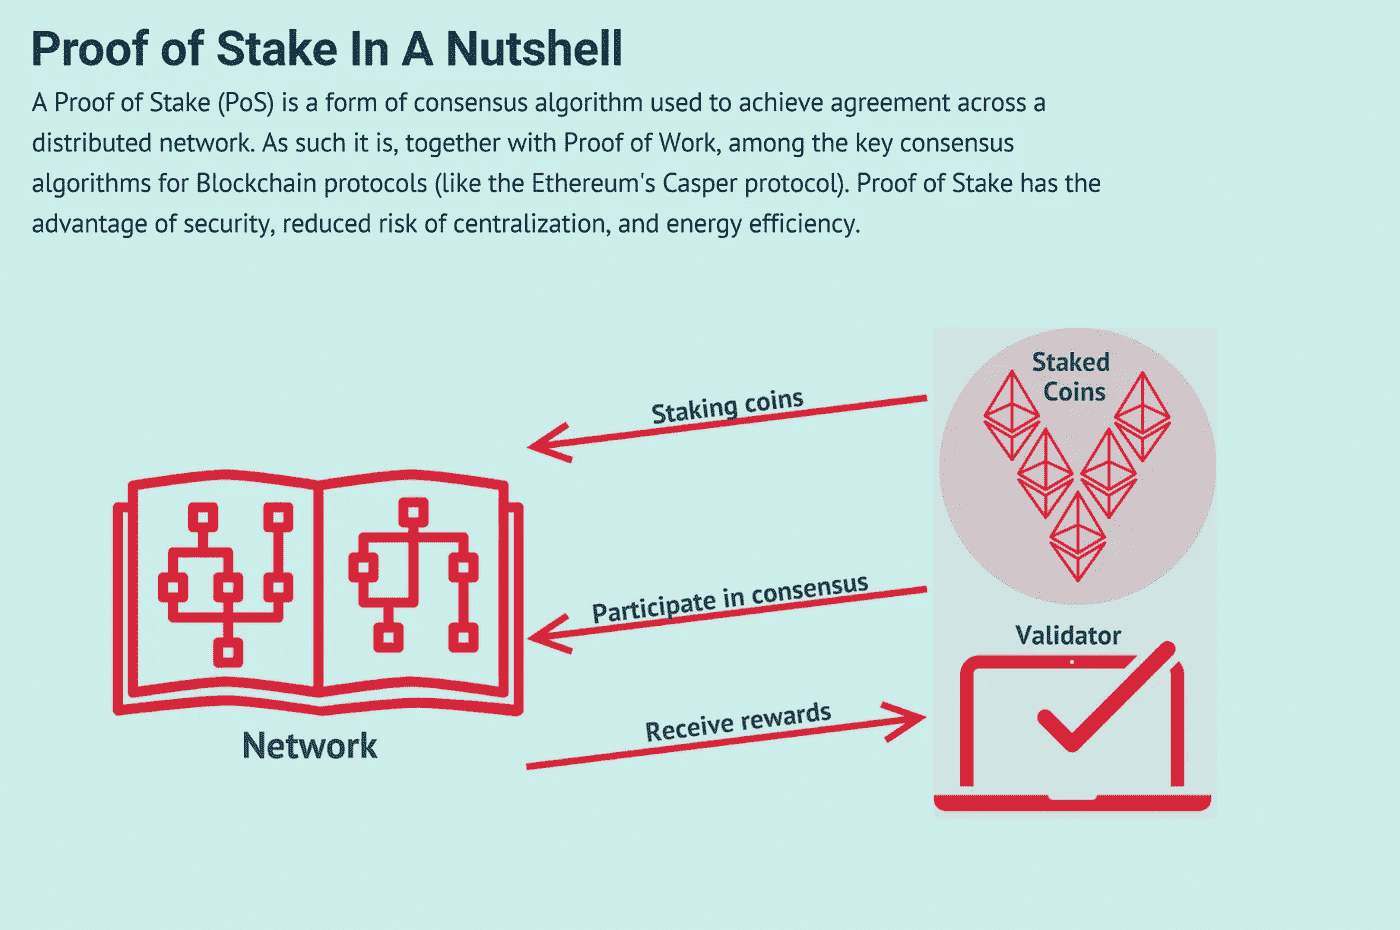 Proof of Stake In A Nutshell
A Proof of Stake (PoS) is a form of consensus algorithm used to achieve agreement across a
distributed network. As such it is, together with Proof of Work, among the key consensus
algorithms for Blockchain protocols (like the Ethereum's Casper protocol). Proof of Stake has the
advantage of security, reduced risk of centralization, and energy efficiency.
Staked
Coins
Staking coins
Participate in consensus
Validator
Receive rewards
Network